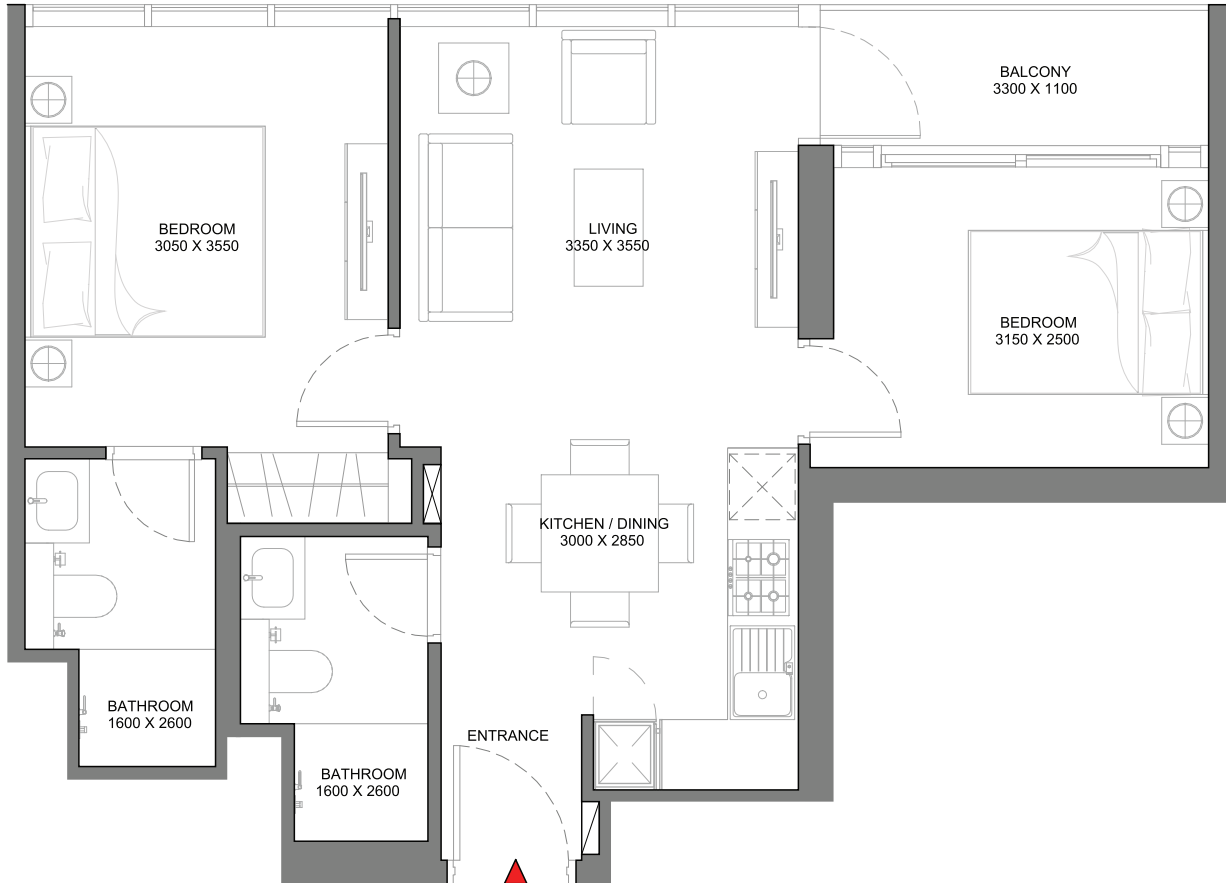 BALCONY
3300 X 1100
BEDROOM
3050 X 3550
LIVING
3350 X 3550
BEDROOM
3150 X 2500
KITCHEN / DINING
3000 X 2850
BATHROOM
1600 X 2600
ENTRANCE
BATHROOM
1600 X 2600